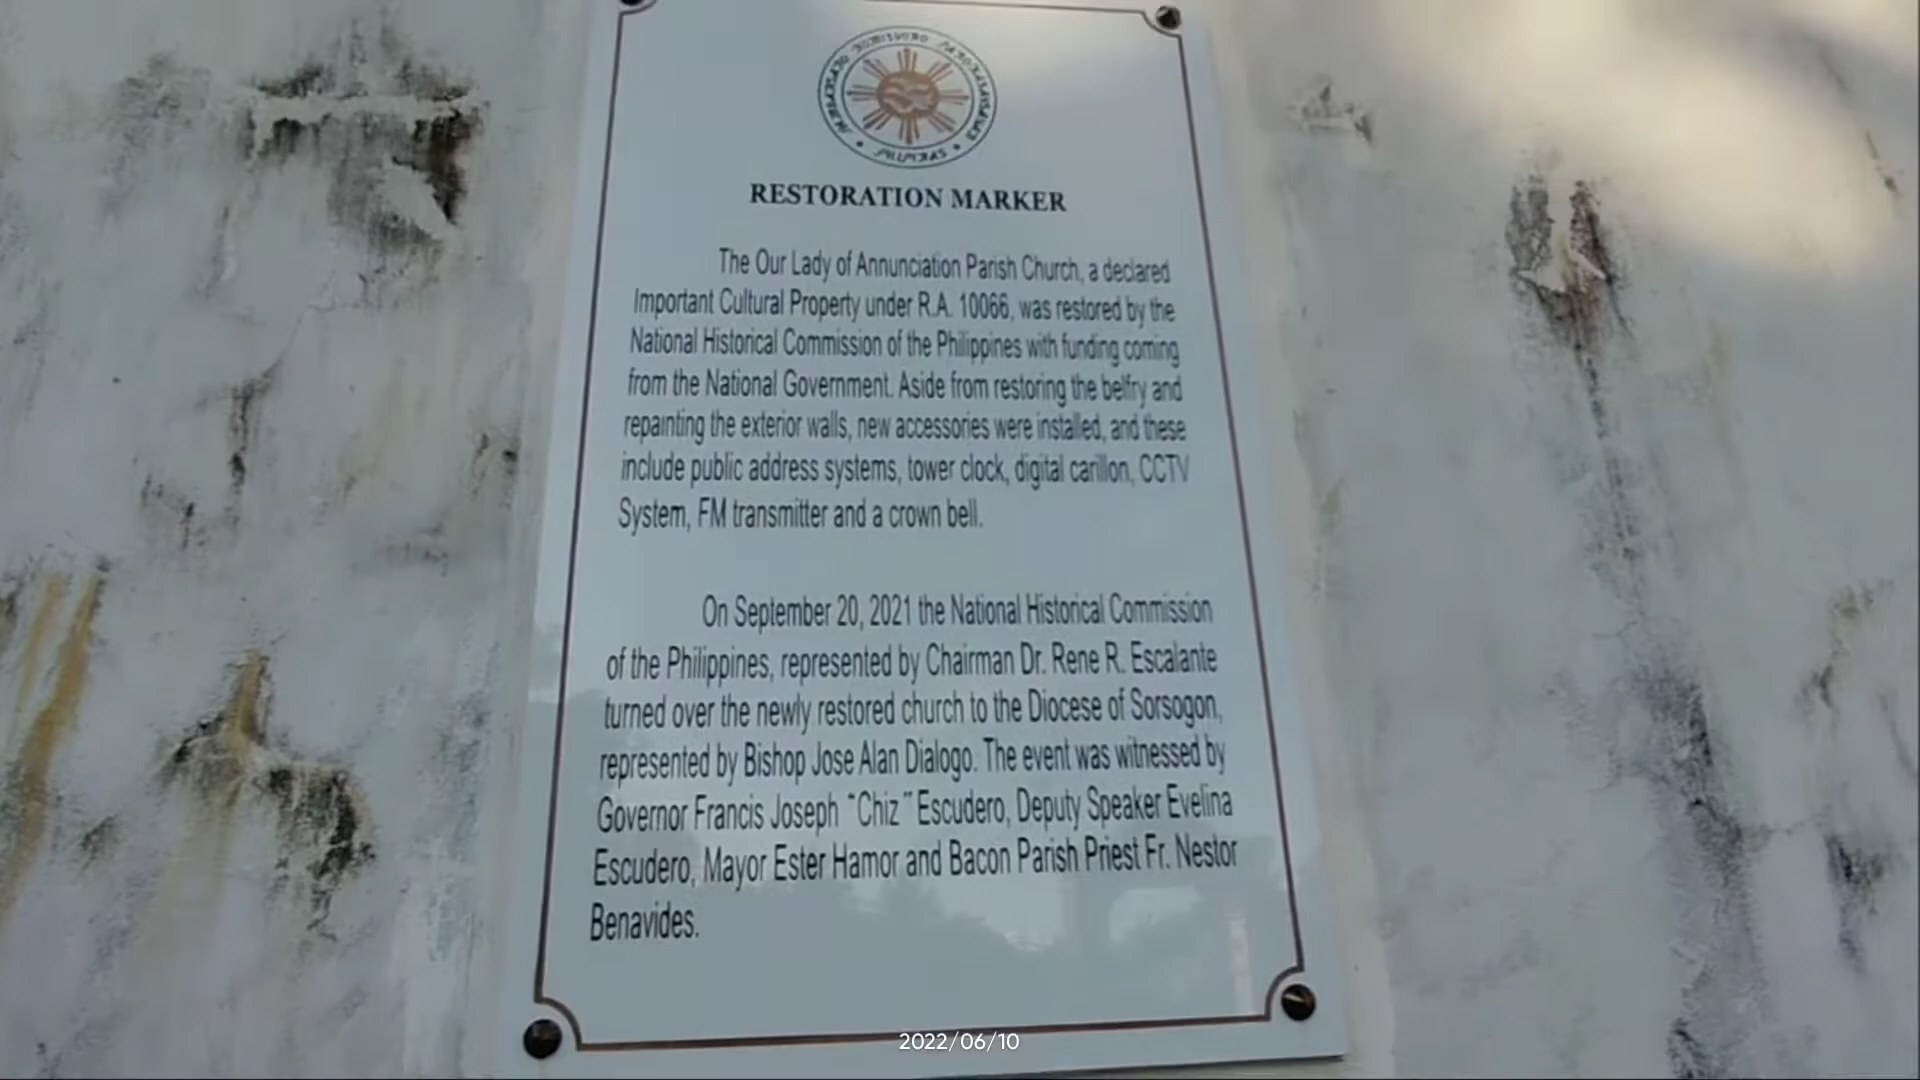 RESTORATION MARKER
The Our Lady of Annunciation Parish Church, a declared
Important Cultural Property under R.A. 10066, was restored by the
National Historical Commission of the Philippines with funding coming
from the National Government. Aside from restoring the belfry and
repainting the exterior walls, new accessories were installed, and these
include public address systems, tower clock, digital carillon, CCTV
System, FM transmitter and a crown bell.
On September 20, 2021 the National Historical Commission
of the Philippines, represented by Chairman Dr. Rene R. Escalante
turned over the newly restored church to the Diocese of Sorsogon,
represented by Bishop Jose Alan Dialogo. The event was witnessed by
Governor Francis Joseph "Chiz" Escudero, Deputy Speaker Evelina
Escudero, Mayor Ester Hamor and Bacon Parish Priest Fr. Nestor
Benavides.
2022/06/10